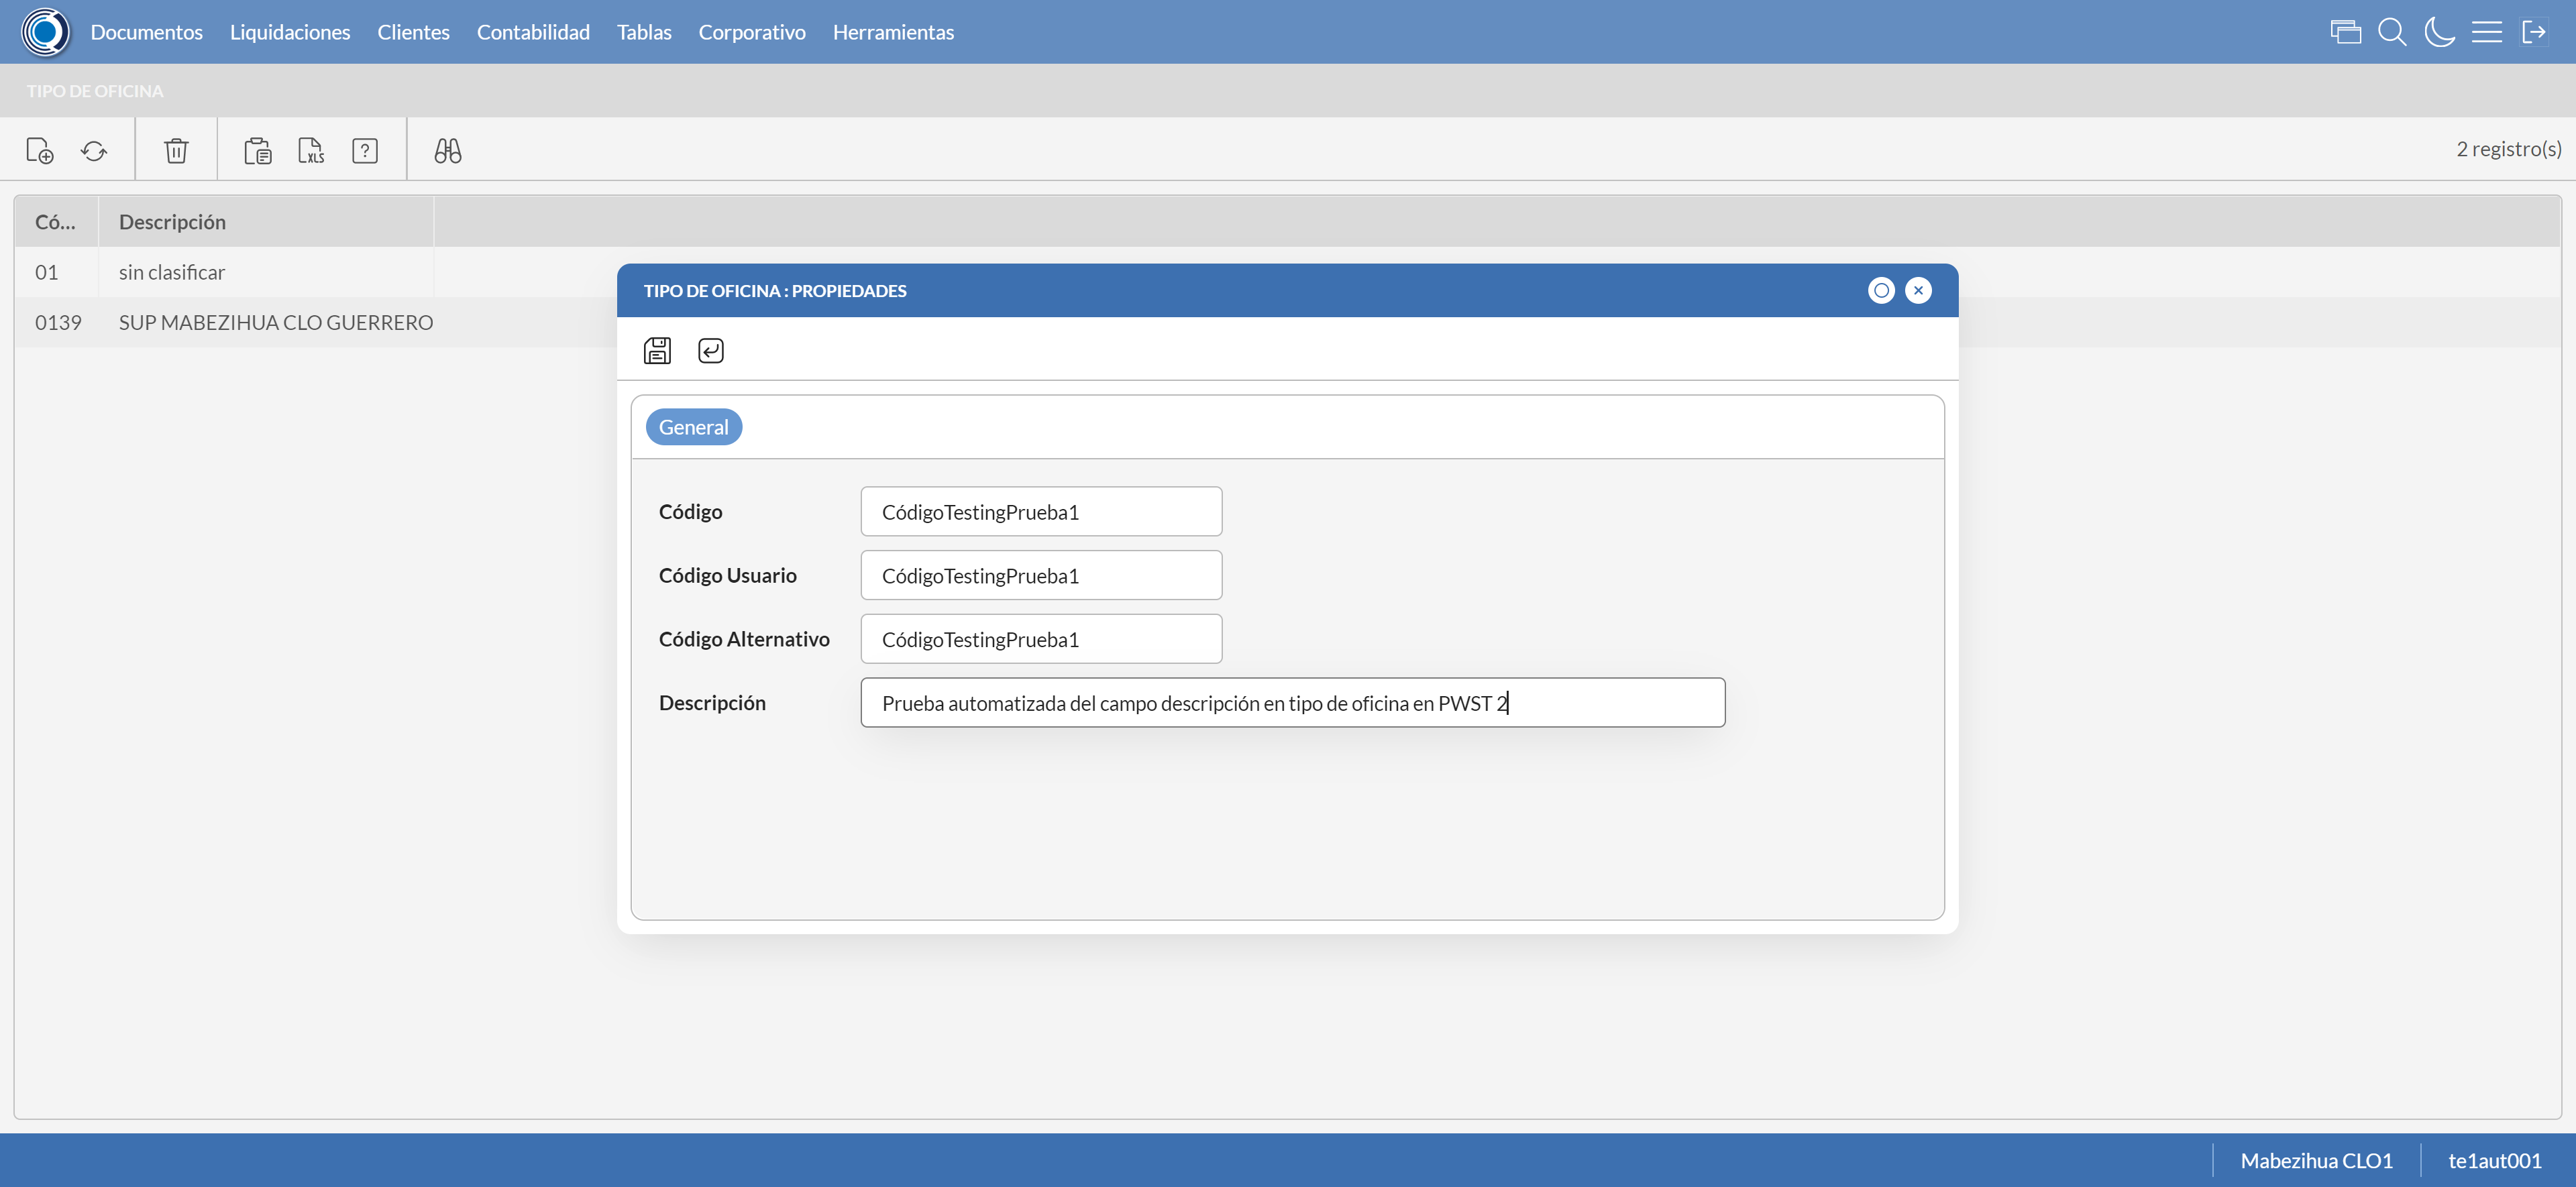 Documentos Liquidaciones Clientes Contabilidad Tablas Corporativo Herramientas
TIPO DE OFICINA
XLS ? 2 registro(s)
Có... Descripción
01 sin clasificar
0139 SUP MABEZIHUA CLO GUERRERO
TIPO DE OFICINA : PROPIEDADES
General
Código CódigoTestingPrueba1
Código Usuario CódigoTestingPrueba1
Código Alternativo CódigoTestingPrueba1
Descripción Prueba automatizada del campo descripción en tipo de oficina en PWST 2
Mabezihua CLO1 te1aut001